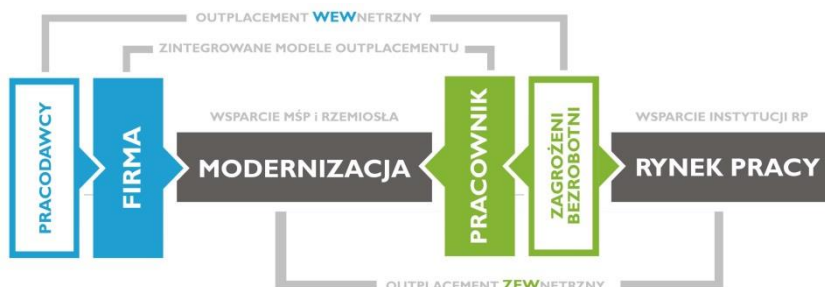 OUTPLACEMENT WEWNETRZNY
ZINTEGROWANE MODELE OUTPLACEMENTU
PRACODAWCY
FIRMA
WSPARCIE MŚP i RZEMIOSŁA
MODERNIZACJA
PRACOWNIK
ZAGROŻENI
BEZROBOTNI
WSPARCIE INSTYTUCJI RP
RYNEK PRACY
OUTPLACEMENT ZEWNETRZNY